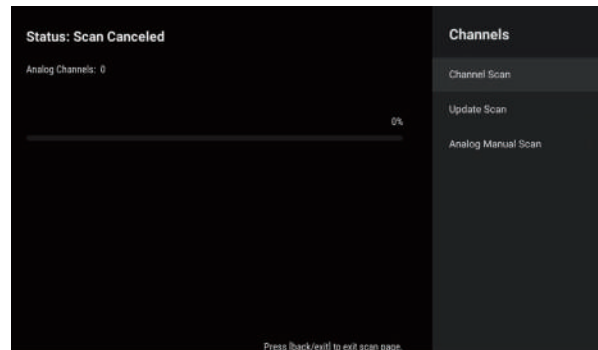 Status: Scan Canceled
Analog Channels: 0
0%
Press [back/exit] to exit scan page.
Channels
Channel Scan
Update Scan
Analog Manual Scan